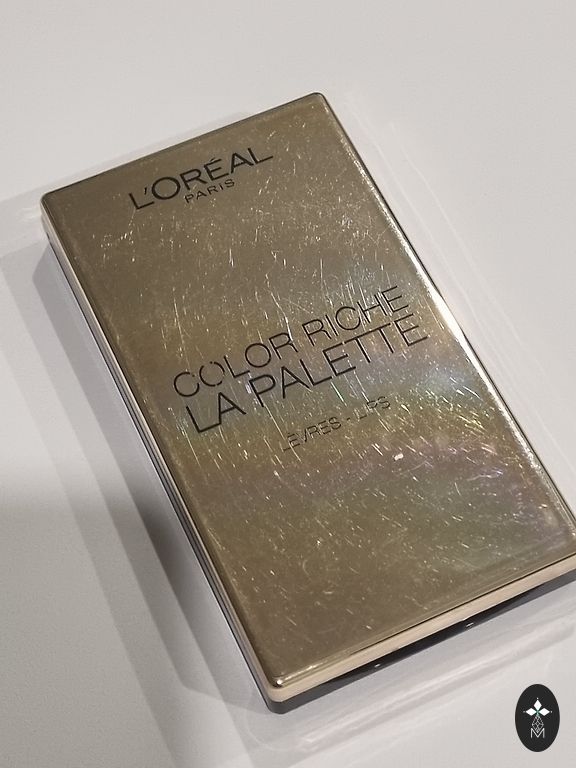 L'ORÉAL
PARIS
COLOR RICHE
LA PALETTE
LÈVRES - LIPS